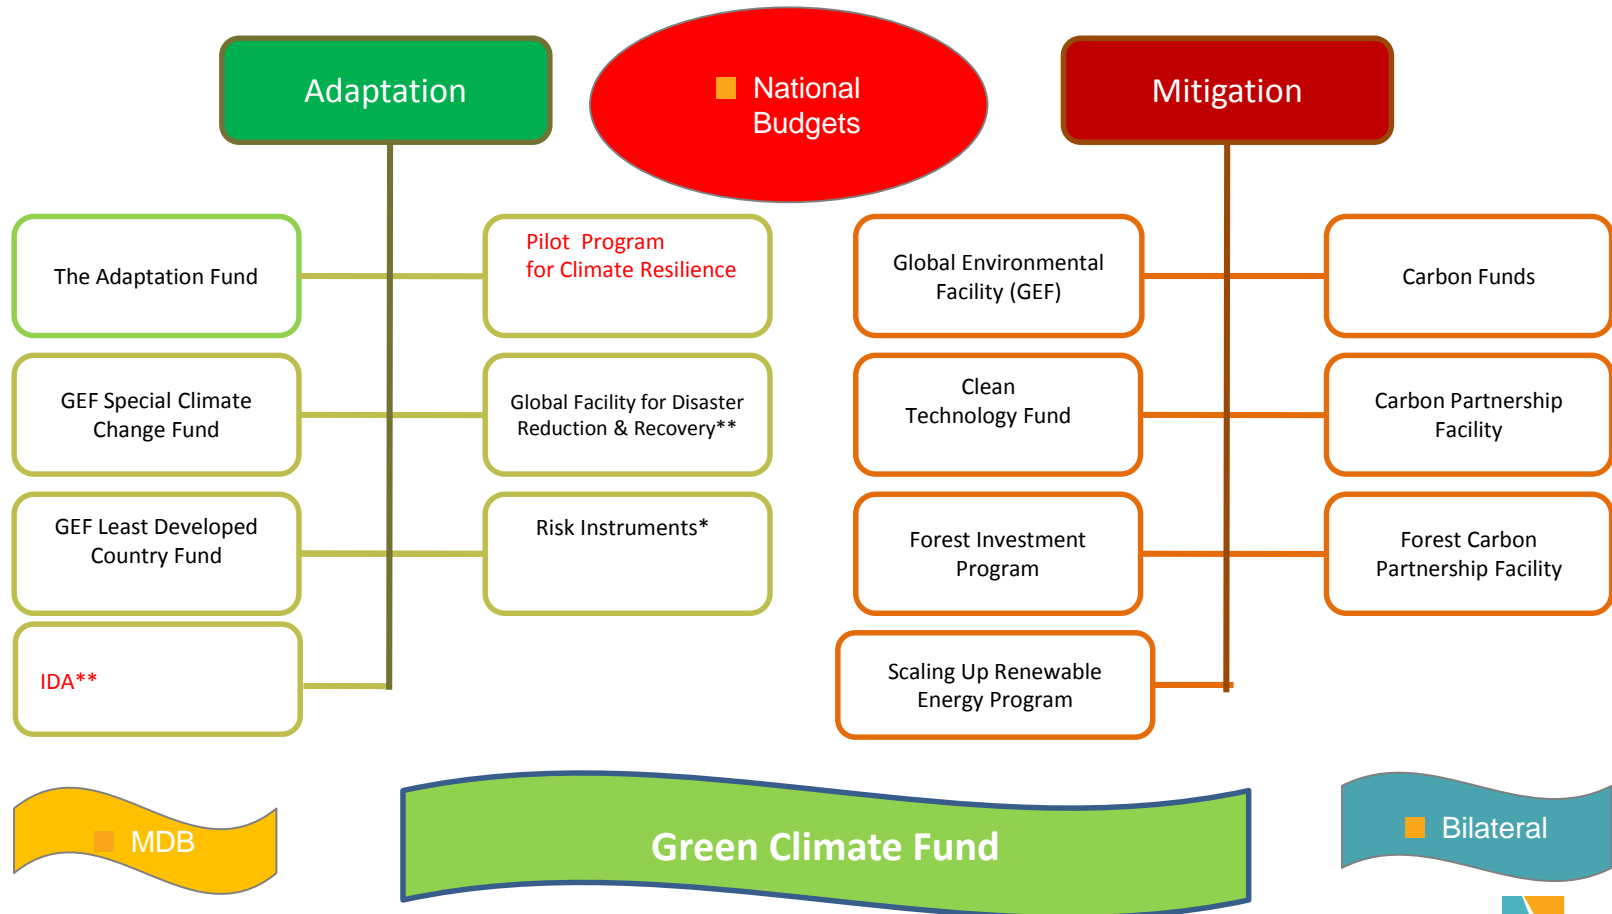 Adaptation
National
Budgets
Mitigation
The Adaptation Fund
Pilot Program
for Climate Resilience
Global Environmental
Facility (GEF)
Carbon Funds
GEF Special Climate
Change Fund
Global Facility for Disaster
Reduction & Recovery**
Clean
Technology Fund
Carbon Partnership
Facility
GEF Least Developed
Country Fund
Risk Instruments*
Forest Investment
Program
Forest Carbon
Partnership Facility
IDA**
Scaling Up Renewable
Energy Program
MDB
Green Climate Fund
Bilateral